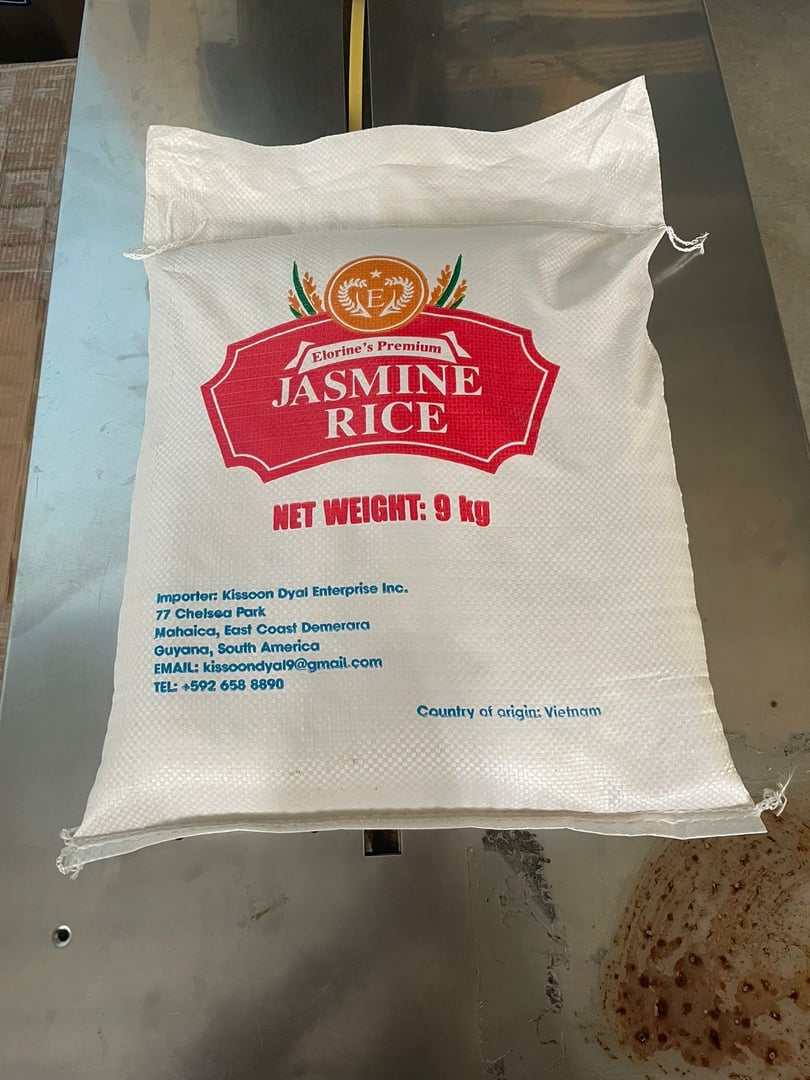 E
Elorine's Premium
JASMINE
RICE
NET WEIGHT: 9 kg
Importer: Kissoon Dyal Enterprise Inc.
77 Chelsea Park
Mahaica, East Coast Demerara
Guyana, South America
EMAIL: kissoondyal9@gmail.com
TEL: +592 658 8890
Country of origin: Vietnam